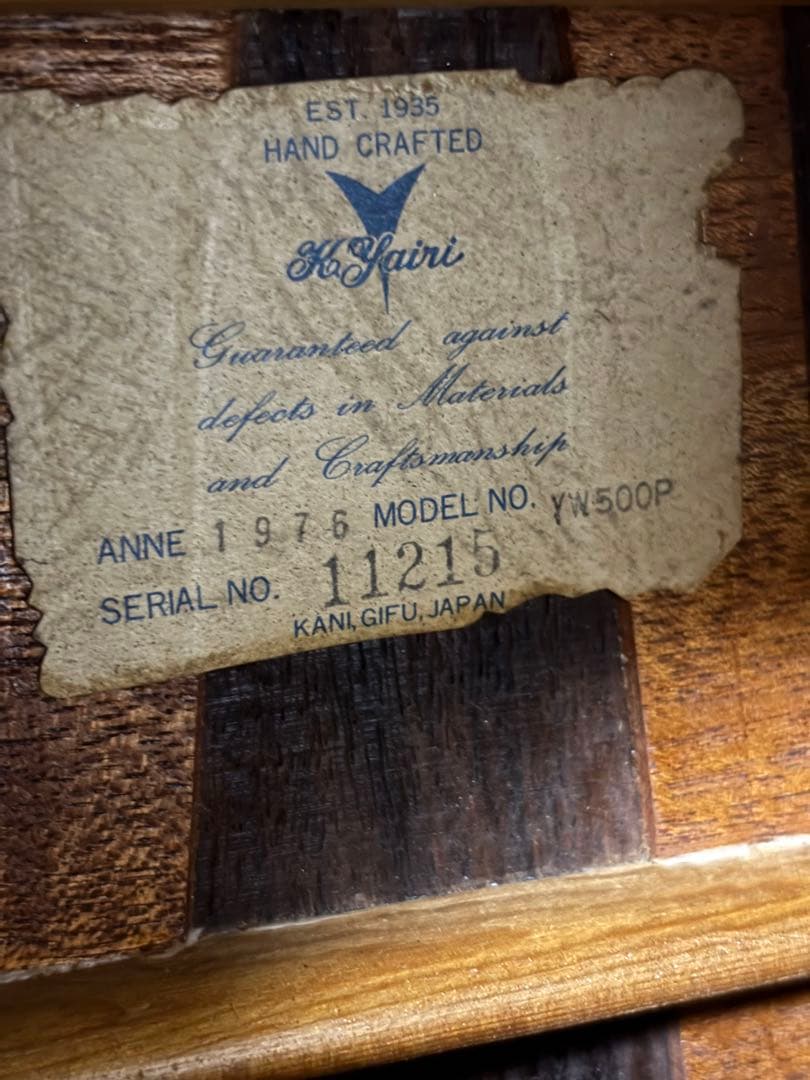 EST. 1935
HAND CRAFTED
K.Yairi
Guaranteed against
defects in Materials
and Craftsmanship
ANNE 1976 MODEL NO. YW500P
SERIAL NO. 11215
KANI, GIFU, JAPAN